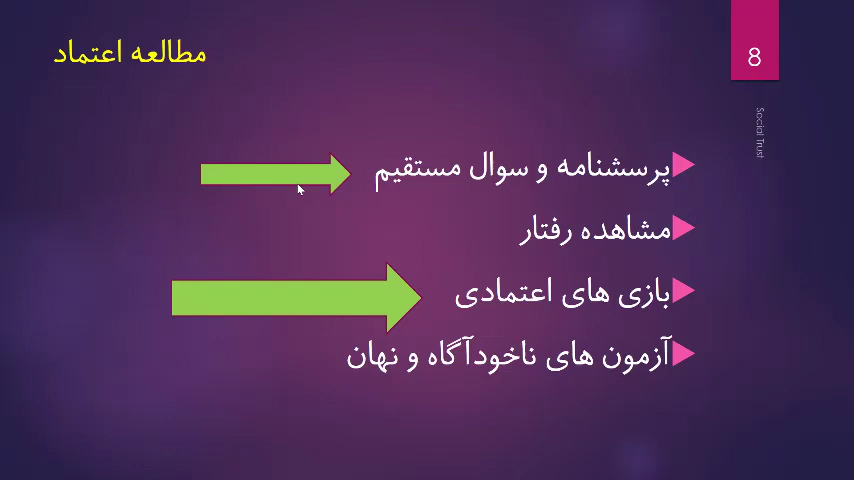 مطالعه اعتماد
8
Social Trust
پرسشنامه و سوال مستقیم
مشاهده رفتار
بازی های اعتمادی
آزمون های ناخودآگاه و نهان